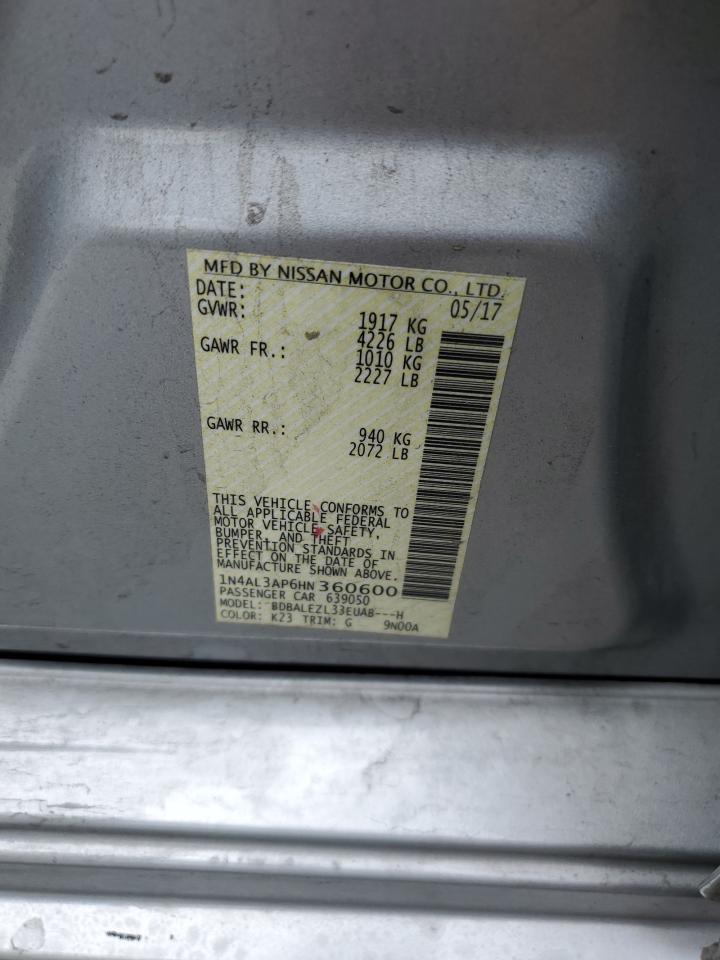 MFD BY NISSAN MOTOR CO., LTD.
DATE: 05/17
GVWR: 1917 KG
4226 LB
GAWR FR.: 1010 KG
2227 LB
GAWR RR.: 940 KG
2072 LB
THIS VEHICLE CONFORMS TO
ALL APPLICABLE FEDERAL
MOTOR VEHICLE SAFETY,
BUMPER, AND THEFT
PREVENTION STANDARDS IN
EFFECT ON THE DATE OF
MANUFACTURE SHOWN ABOVE.
1N4AL3AP6HN360600
PASSENGER CAR 639050
MODEL: BDBALEZL33EUAB---H
COLOR: K23 TRIM: G 9N00A